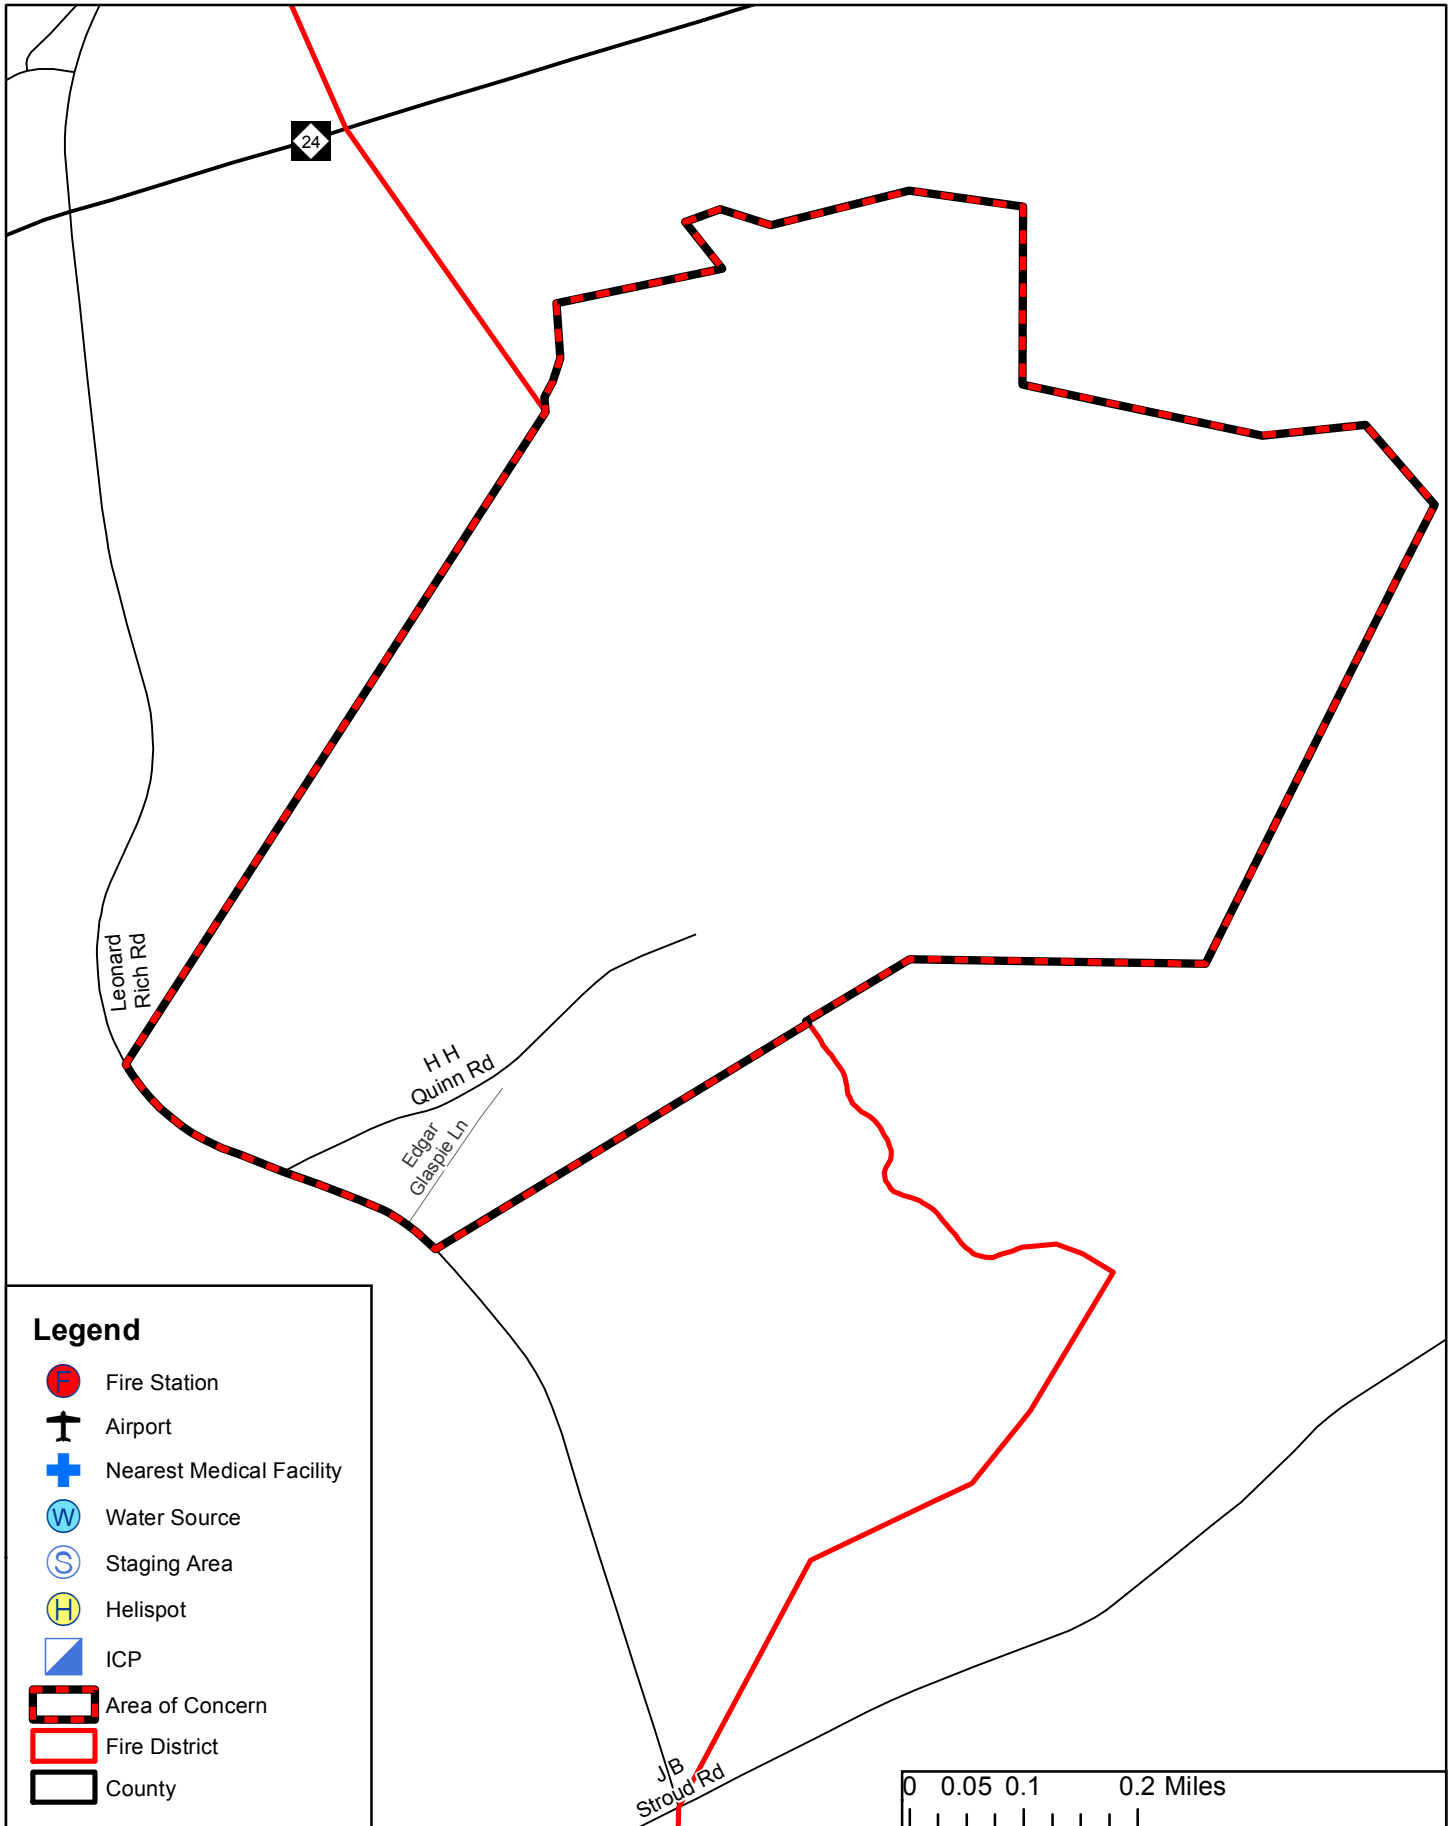 24
Leonard
Rich Rd
H H
Quinn Rd
Edgar
Glaspie Ln
Legend
F Fire Station
Airport
Nearest Medical Facility
W Water Source
S Staging Area
H Helispot
ICP
Area of Concern
Fire District
County
J B
Stroud Rd
0 0.05 0.1 0.2 Miles